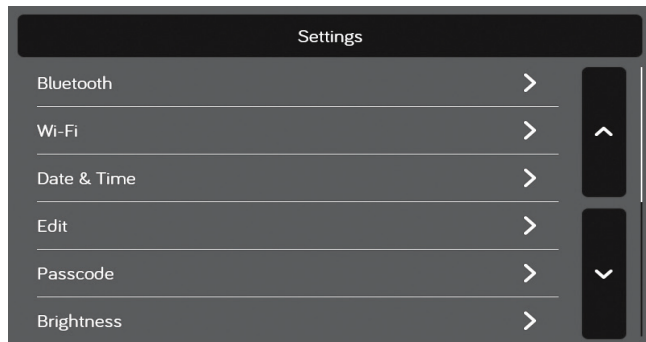 Settings
Bluetooth
Wi-Fi
Date & Time
Edit
Passcode
Brightness